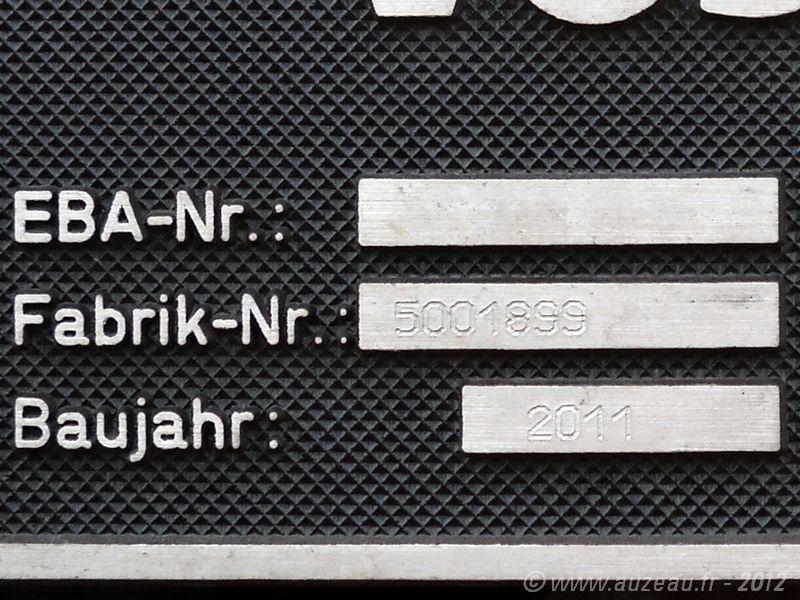 EBA-Nr.:
Fabrik-Nr.: 5001899
Baujahr: 2011
©www.auzeau.fr - 2012